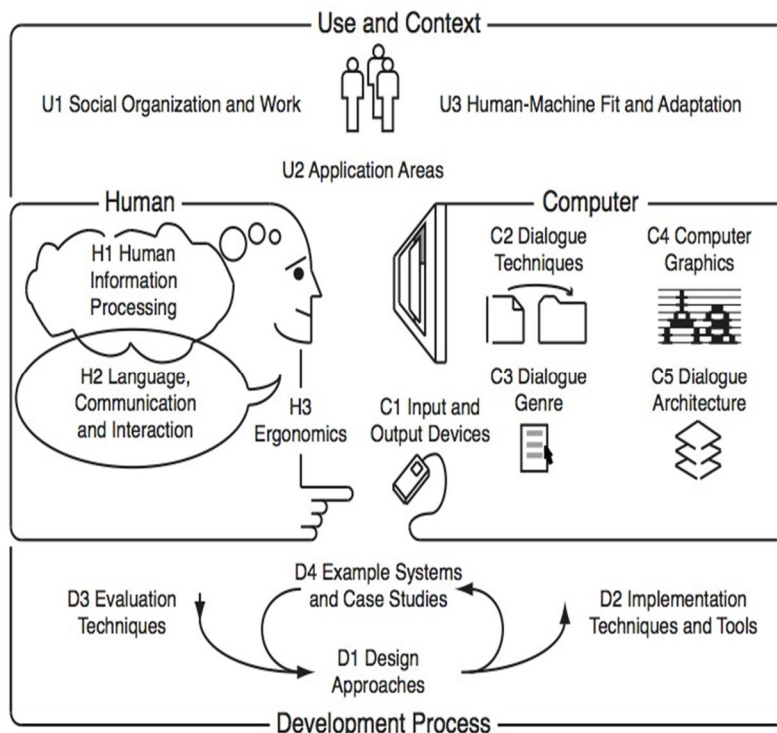 Use and Context
U1 Social Organization and Work
U3 Human-Machine Fit and Adaptation
U2 Application Areas
Human
H1 Human
Information
Processing
H2 Language,
Communication
and Interaction
H3
Ergonomics
Computer
C1 Input and
Output Devices
C2 Dialogue
Techniques
C4 Computer
Graphics
C3 Dialogue
Genre
C5 Dialogue
Architecture
D3 Evaluation
Techniques
D4 Example Systems
and Case Studies
D2 Implementation
Techniques and Tools
D1 Design
Approaches
Development Process